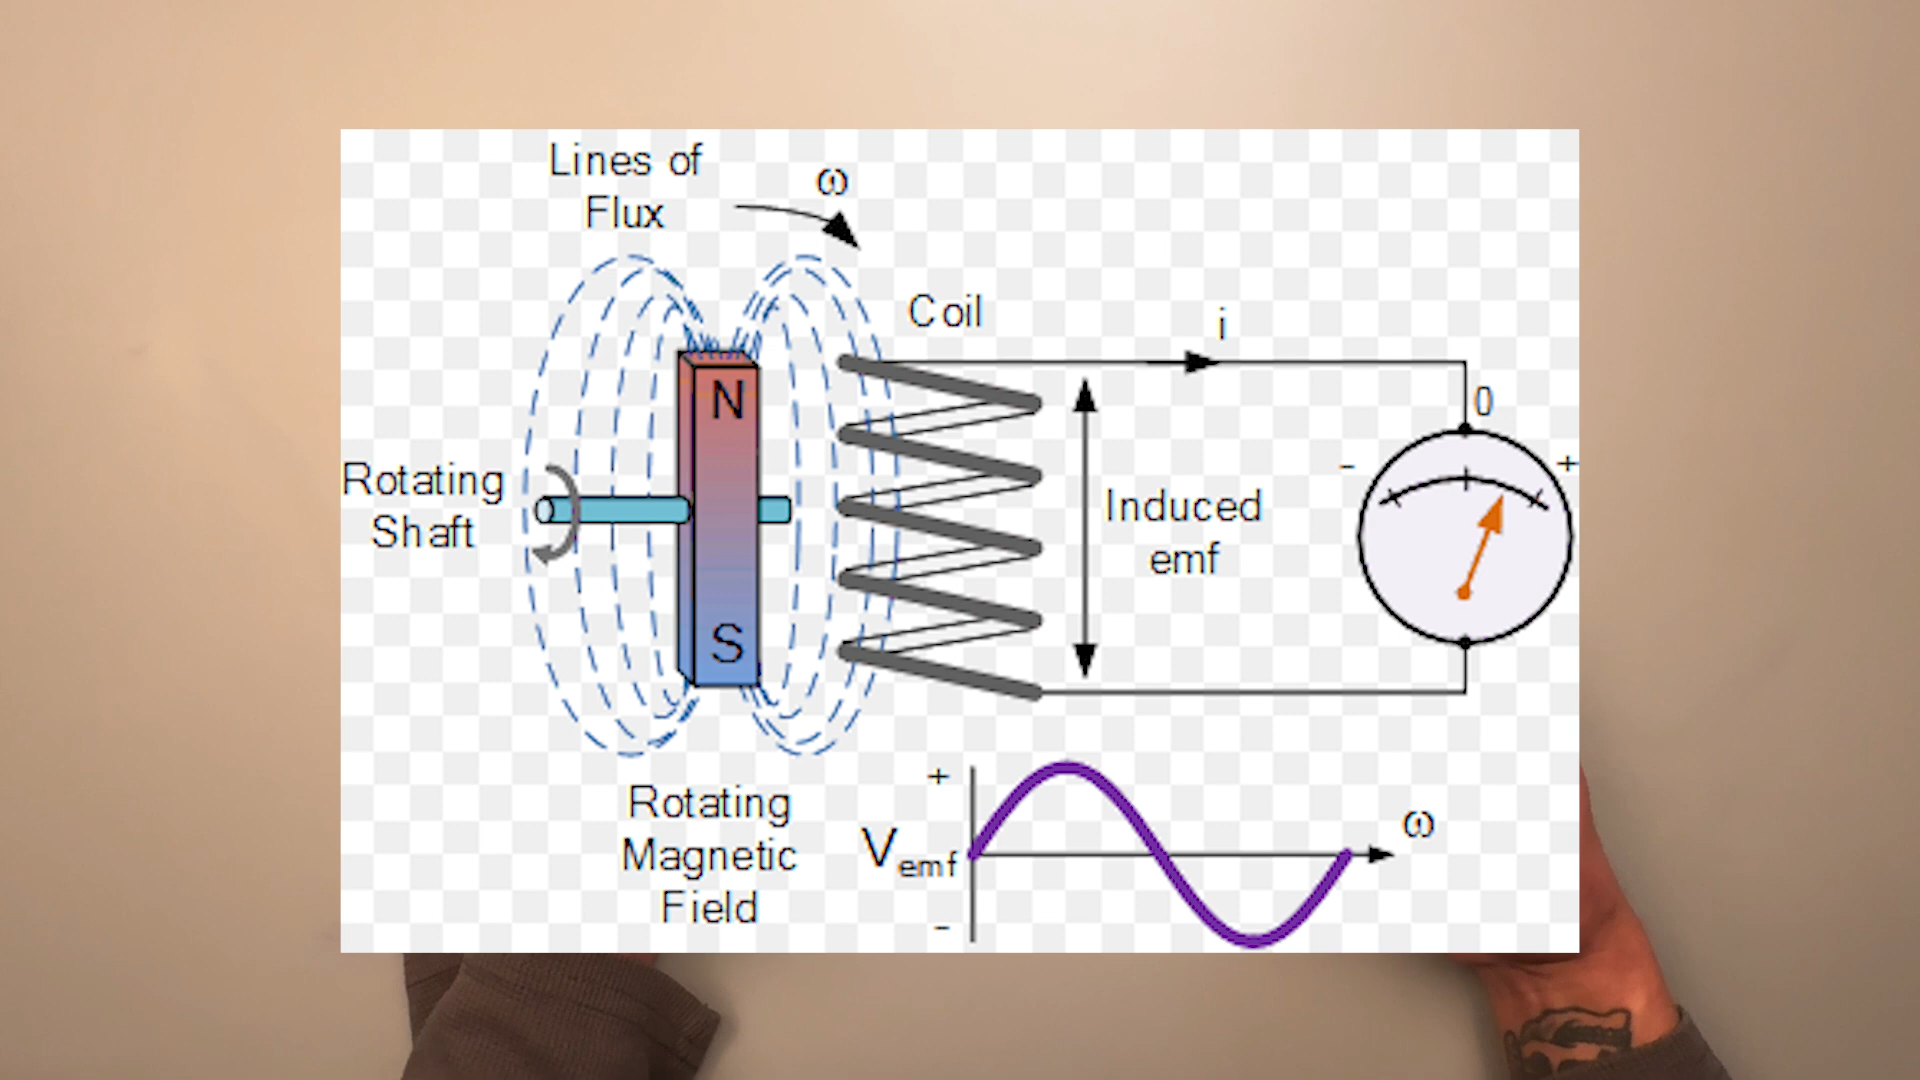 Lines of
Flux
ω
Coil
i
0
-
+
N
Rotating
Shaft
Induced
emf
S
Rotating
Magnetic
Field
+
Vemf
ω
-